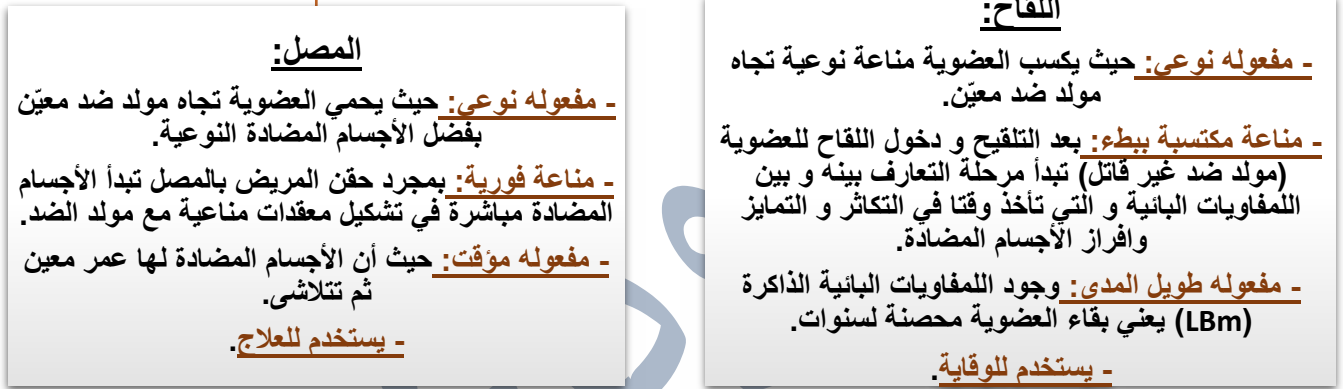 اللقاح:
- مفعوله نوعي: حيث يكسب العضوية مناعة نوعية تجاه
مولد ضد معيّن.
- مناعة مكتسبة ببطء: بعد التلقيح و دخول اللقاح للعضوية
(مولد ضد غير قاتل) تبدأ مرحلة التعارف بينه و بين
اللمفاويات البائية و التي تأخذ وقتا في التكاثر و التمايز
وافراز الأجسام المضادة.
- مفعوله طويل المدى: وجود اللمفاويات البائية الذاكرة
(LBm) يعني بقاء العضوية محصنة لسنوات.
- يستخدم للوقاية.
المصل:
- مفعوله نوعي: حيث يحمي العضوية تجاه مولد ضد معيّن
بفضل الأجسام المضادة النوعية.
- مناعة فورية: بمجرد حقن المريض بالمصل تبدأ الأجسام
المضادة مباشرة في تشكيل معقدات مناعية مع مولد الضد.
- مفعوله مؤقت: حيث أن الأجسام المضادة لها عمر معين
ثم تتلاشى.
- يستخدم للعلاج.